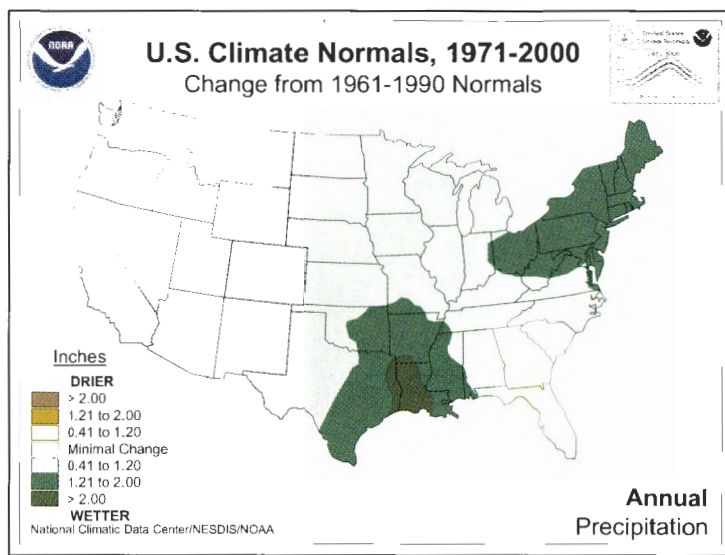 NOAA
U.S. Climate Normals, 1971-2000
Change from 1961-1990 Normals
Inches
DRIER
> 2.00
1.21 to 2.00
0.41 to 1.20
Minimal Change
0.41 to 1.20
1.21 to 2.00
> 2.00
WETTER
National Climatic Data Center/NESDIS/NOAA
Annual
Precipitation